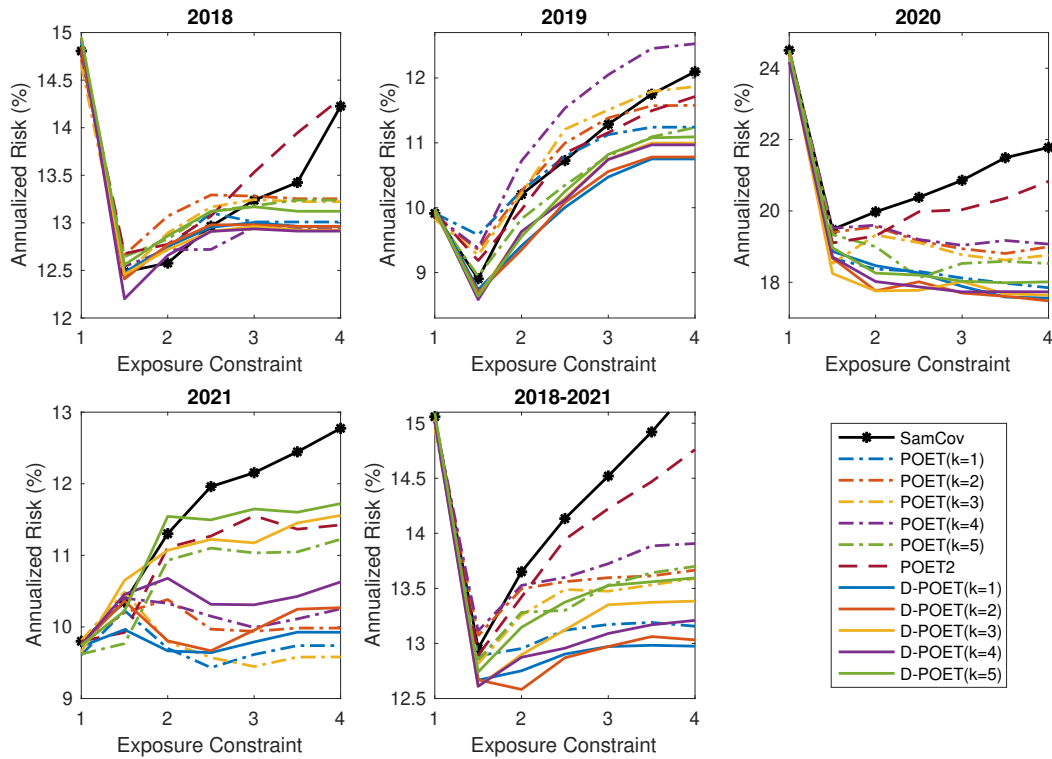 2018
Annualized Risk (%)
15
14.5
14
13.5
13
12.5
12
1 2 3 4
Exposure Constraint
2019
Annualized Risk (%)
12
11
10
9
1 2 3 4
Exposure Constraint
2020
Annualized Risk (%)
24
22
20
18
1 2 3 4
Exposure Constraint
2021
Annualized Risk (%)
13
12
11
10
9
1 2 3 4
Exposure Constraint
2018-2021
Annualized Risk (%)
15
14.5
14
13.5
13
12.5
1 2 3 4
Exposure Constraint
SamCov
POET(k=1)
POET(k=2)
POET(k=3)
POET(k=4)
POET(k=5)
POET2
D-POET(k=1)
D-POET(k=2)
D-POET(k=3)
D-POET(k=4)
D-POET(k=5)